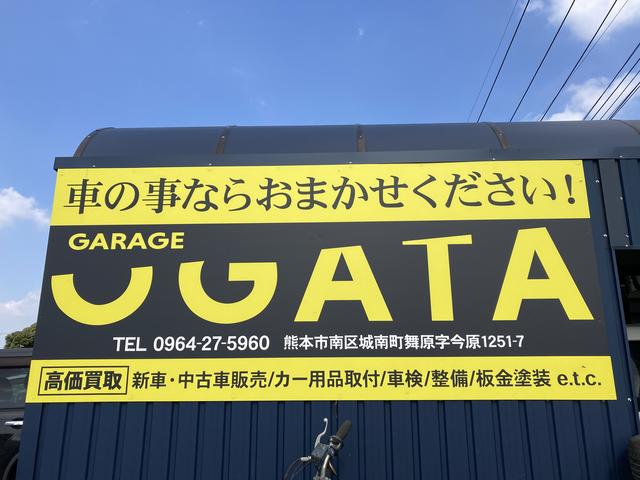 車の事ならおまかせください!
GARAGE
OGATA
TEL 0964-27-5960 熊本市南区城南町舞原字今原1251-7
高価買取 新車・中古車販売/カー用品取付/車検/整備/板金塗装 e.t.c.